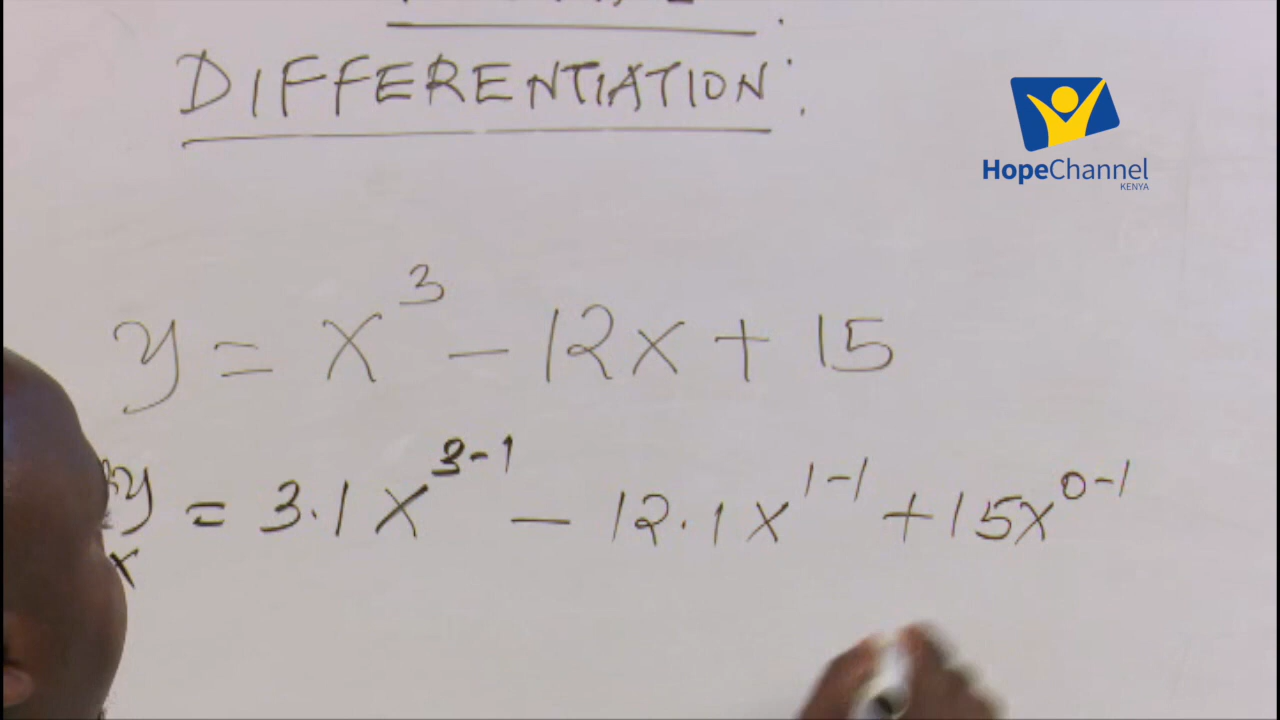 DIFFERENTIATION:
HopeChannel
KENYA
y = x³ - 12x + 15
y = 3.1x³⁻¹ - 12.1x¹⁻¹ + 15x⁰⁻¹
x